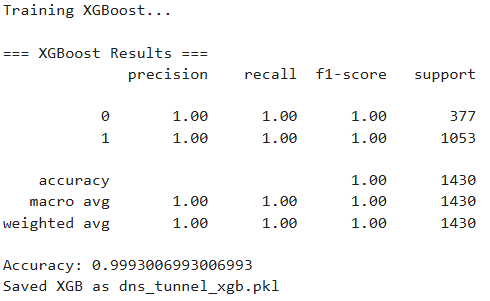 Training XGBoost...
=== XGBoost Results ===
precision recall f1-score support
0 1.00 1.00 1.00 377
1 1.00 1.00 1.00 1053
accuracy 1.00 1430
macro avg 1.00 1.00 1.00 1430
weighted avg 1.00 1.00 1.00 1430
Accuracy: 0.9993006993006993
Saved XGB as dns_tunnel_xgb.pkl